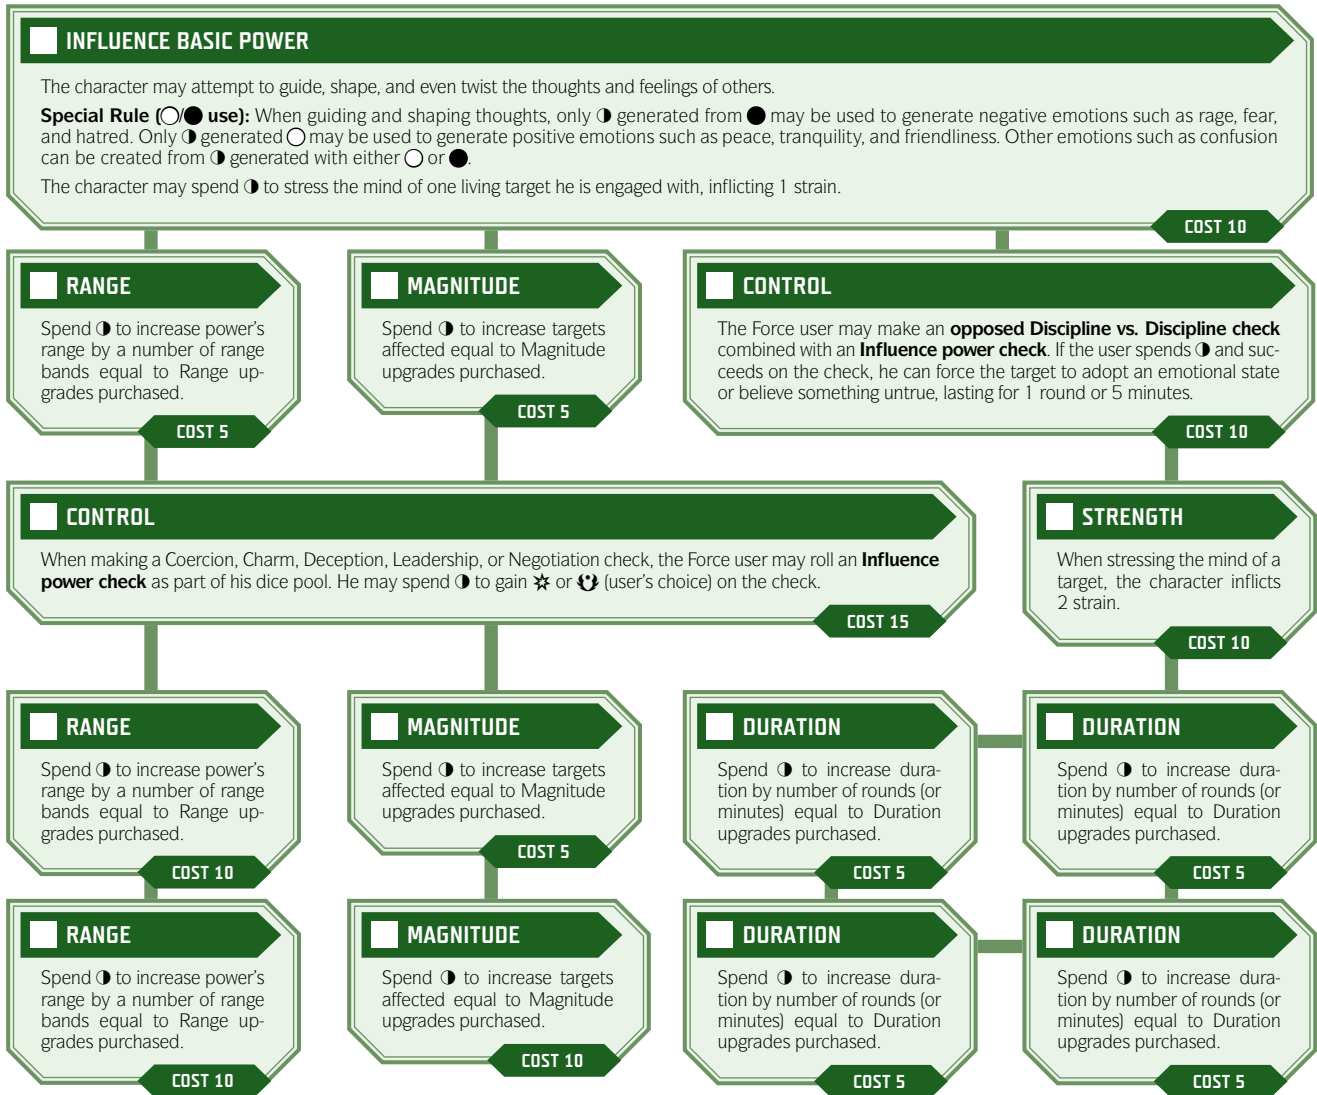 INFLUENCE BASIC POWER
The character may attempt to guide, shape, and even twist the thoughts and feelings of others.
Special Rule (○/● use): When guiding and shaping thoughts, only ◑ generated from ● may be used to generate negative emotions such as rage, fear,
and hatred. Only ◑ generated ○ may be used to generate positive emotions such as peace, tranquility, and friendliness. Other emotions such as confusion
can be created from ◑ generated with either ○ or ●.
The character may spend ◑ to stress the mind of one living target he is engaged with, inflicting 1 strain.
COST 10
RANGE
Spend ◑ to increase power's
range by a number of range
bands equal to Range up-
grades purchased.
COST 5
MAGNITUDE
Spend ◑ to increase targets
affected equal to Magnitude
upgrades purchased.
COST 5
CONTROL
The Force user may make an opposed Discipline vs. Discipline check
combined with an Influence power check. If the user spends ◑ and suc-
ceeds on the check, he can force the target to adopt an emotional state
or believe something untrue, lasting for 1 round or 5 minutes.
COST 10
CONTROL
When making a Coercion, Charm, Deception, Leadership, or Negotiation check, the Force user may roll an Influence
power check as part of his dice pool. He may spend ◑ to gain or (user's choice) on the check.
COST 15
STRENGTH
When stressing the mind of a
target, the character inflicts
2 strain.
COST 10
RANGE
Spend ◑ to increase power's
range by a number of range
bands equal to Range up-
grades purchased.
COST 10
MAGNITUDE
Spend ◑ to increase targets
affected equal to Magnitude
upgrades purchased.
COST 5
DURATION
Spend ◑ to increase dura-
tion by number of rounds (or
minutes) equal to Duration
upgrades purchased.
COST 5
DURATION
Spend ◑ to increase dura-
tion by number of rounds (or
minutes) equal to Duration
upgrades purchased.
COST 5
RANGE
Spend ◑ to increase power's
range by a number of range
bands equal to Range up-
grades purchased.
COST 10
MAGNITUDE
Spend ◑ to increase targets
affected equal to Magnitude
upgrades purchased.
COST 10
DURATION
Spend ◑ to increase dura-
tion by number of rounds (or
minutes) equal to Duration
upgrades purchased.
COST 5
DURATION
Spend ◑ to increase dura-
tion by number of rounds (or
minutes) equal to Duration
upgrades purchased.
COST 5